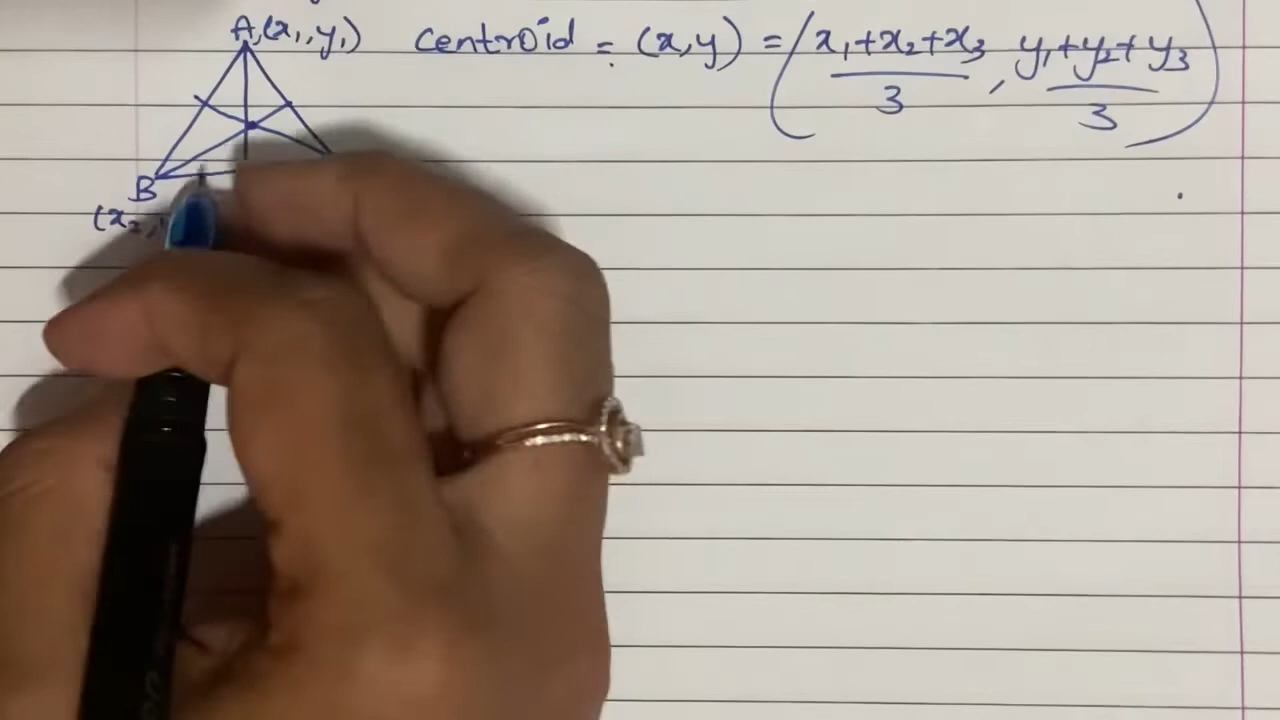 A(x₁,y₁) centroid = (x,y) = (x₁+x₂+x₃/3, y₁+y₂+y₃/3)
B
(x₂,